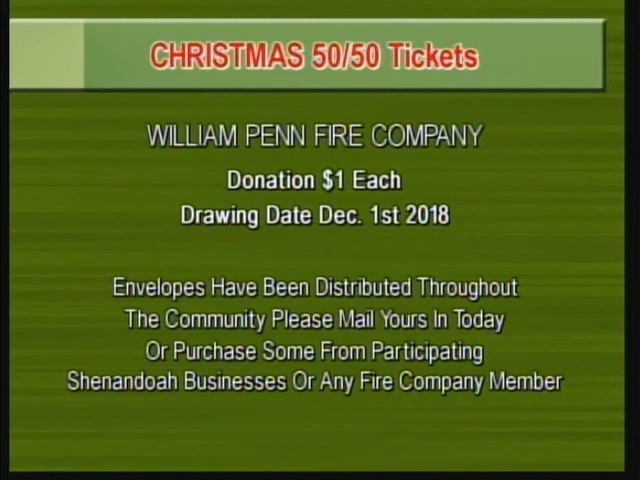 CHRISTMAS 50/50 Tickets
WILLIAM PENN FIRE COMPANY
Donation $1 Each
Drawing Date Dec. 1st 2018
Envelopes Have Been Distributed Throughout
The Community Please Mail Yours In Today
Or Purchase Some From Participating
Shenandoah Businesses Or Any Fire Company Member